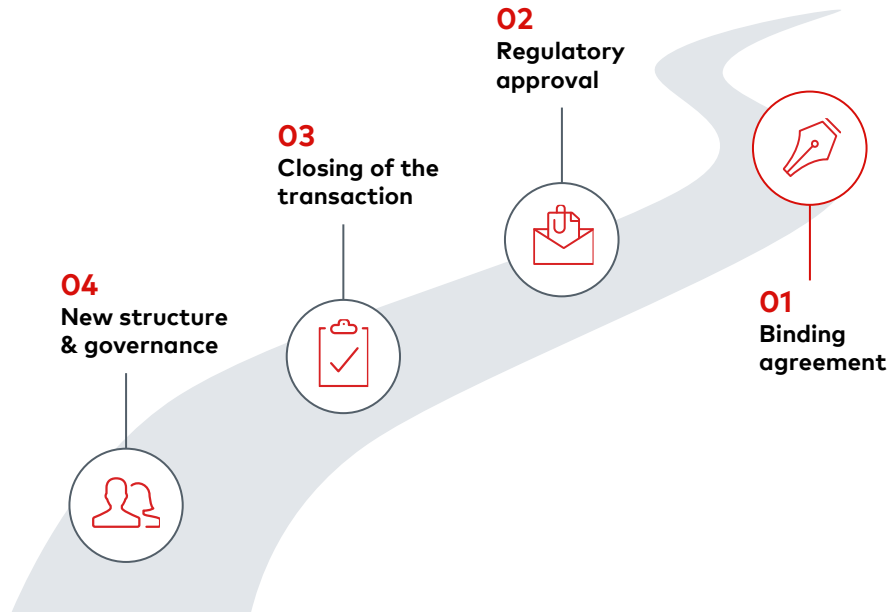 02
Regulatory
approval
03
Closing of the
transaction
04
New structure
& governance
01
Binding
agreement